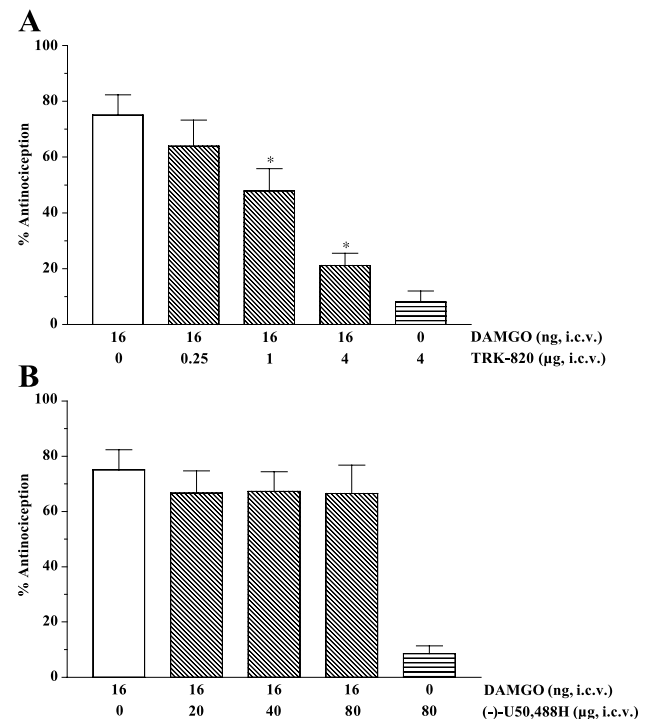 A
100
80
60
40
20
0
% Antinociception
*
*
16 16 16 16 0 DAMGO (ng, i.c.v.)
0 0.25 1 4 4 TRK-820 (µg, i.c.v.)
B
100
80
60
40
20
0
% Antinociception
16 16 16 16 0 DAMGO (ng, i.c.v.)
0 20 40 80 80 (-)-U50,488H (µg, i.c.v.)